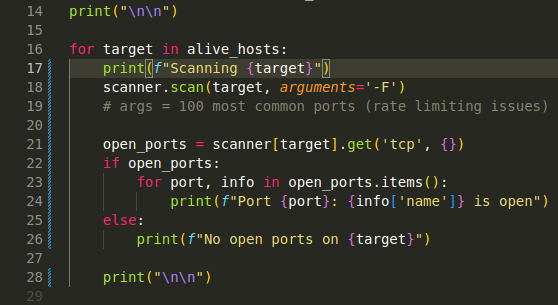 14 print("\n\n")
15
16 for target in alive_hosts:
17     print(f"Scanning {target}")
18     scanner.scan(target, arguments='-F')
19     # args = 100 most common ports (rate limiting issues)
20
21     open_ports = scanner[target].get('tcp', {})
22     if open_ports:
23         for port, info in open_ports.items():
24             print(f"Port {port}: {info['name']} is open")
25     else:
26         print(f"No open ports on {target}")
27
28     print("\n\n")
29